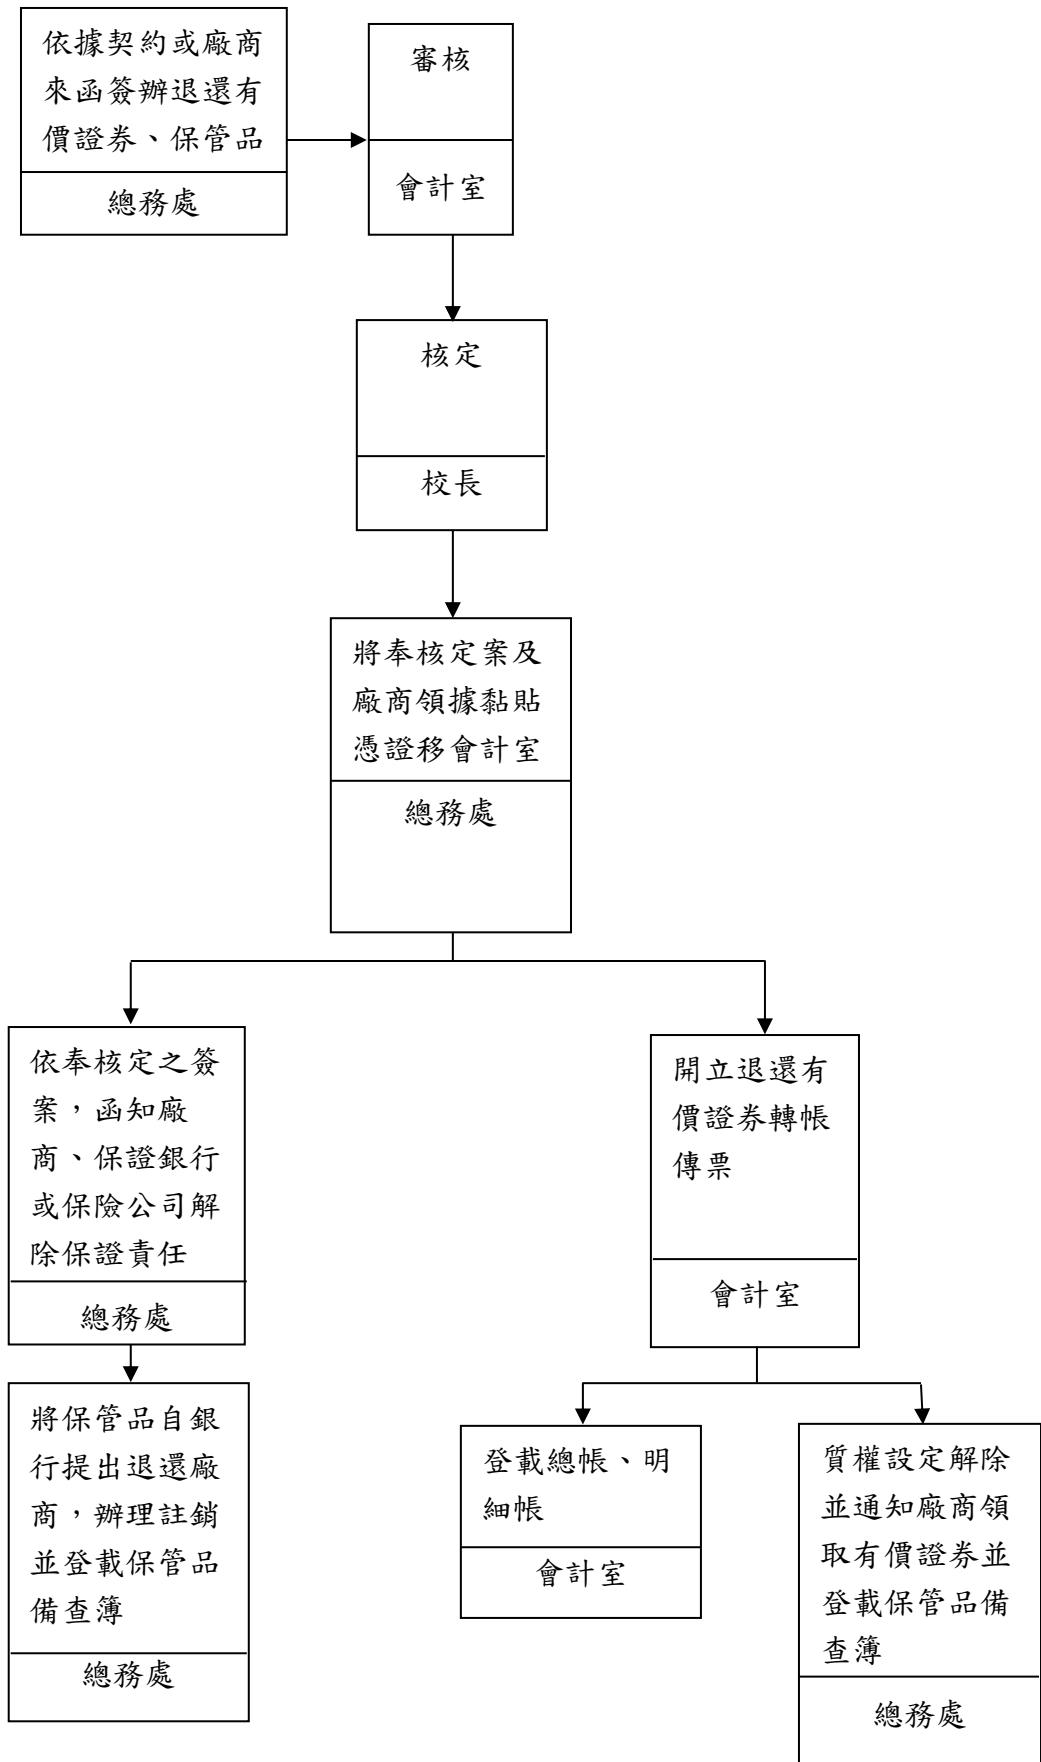 依據契約或廠商
來函簽辦退還有
價證券、保管品
總務處
審核
會計室
核定
校長
將奉核定案及
廠商領據黏貼
憑證移會計室
總務處
依奉核定之簽
案，函知廠
商、保證銀行
或保險公司解
除保證責任
總務處
開立退還有
價證券轉帳
傳票
會計室
將保管品自銀
行提出退還廠
商，辦理註銷
並登載保管品
備查簿
總務處
登載總帳、明
細帳
會計室
質權設定解除
並通知廠商領
取有價證券並
登載保管品備
查簿
總務處